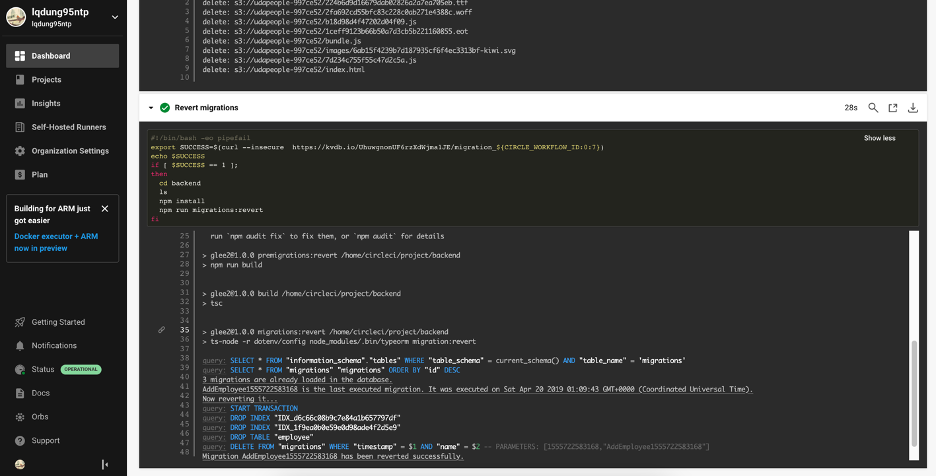 lqdung95ntp
lqdung95ntp
Dashboard
Projects
Insights
Self-Hosted Runners
Organization Settings
Plan
Building for ARM just
got easier
Docker executor + ARM
now in preview
Getting Started
Notifications
Status OPERATIONAL
Docs
Orbs
Support
2 delete: s3://udapeople-997ce52/224b6d9d16679dab02826a2a7ea705eb.ttf
3 delete: s3://udapeople-997ce52/2fa692cd55bfc83c228c0ab271e4388c.woff
4 delete: s3://udapeople-997ce52/b18d98d4f47202d04f09.js
5 delete: s3://udapeople-997ce52/1ceff9123b66b50a7d3cb5b221160855.eot
6 delete: s3://udapeople-997ce52/bundle.js
7 delete: s3://udapeople-997ce52/images/6ab15f4239b7d187935cf6f4ec3313bf-kiwi.svg
8 delete: s3://udapeople-997ce52/7d234c755f55c47d2c5a.js
9 delete: s3://udapeople-997ce52/index.html
10
Revert migrations 28s
#!/bin/bash -eo pipefail
Show less
export SUCCESS=$(curl --insecure https://kvdb.io/UhuwgnonUF6rzXdWjma1JE/migration_${CIRCLE_WORKFLOW_ID:0:7})
echo $SUCCESS
if [ $SUCCESS == 1 ];
then
cd backend
ls
npm install
npm run migrations:revert
fi
25 run `npm audit fix` to fix them, or `npm audit` for details
26
27 > glee2@1.0.0 premigrations:revert /home/circleci/project/backend
28 > npm run build
29
30
31 > glee2@1.0.0 build /home/circleci/project/backend
32 > tsc
33
34
35 > glee2@1.0.0 migrations:revert /home/circleci/project/backend
36 > ts-node -r dotenv/config node_modules/.bin/typeorm migration:revert
37
38 query: SELECT * FROM "information_schema"."tables" WHERE "table_schema" = current_schema() AND "table_name" = 'migrations'
39 query: SELECT * FROM "migrations" "migrations" ORDER BY "id" DESC
40 3 migrations are already loaded in the database.
41 AddEmployee1555722583168 is the last executed migration. It was executed on Sat Apr 20 2019 01:09:43 GMT+0000 (Coordinated Universal Time).
42 Now reverting it...
43 query: START TRANSACTION
44 query: DROP INDEX "IDX_d6c66c08b9c7e84a1b657797df"
45 query: DROP INDEX "IDX_1f9ea0b0e59e0d98ade4f2d5e9"
46 query: DROP TABLE "employee"
47 query: DELETE FROM "migrations" WHERE "timestamp" = $1 AND "name" = $2 -- PARAMETERS: [1555722583168,"AddEmployee1555722583168"]
48 Migration AddEmployee1555722583168 has been reverted successfully.